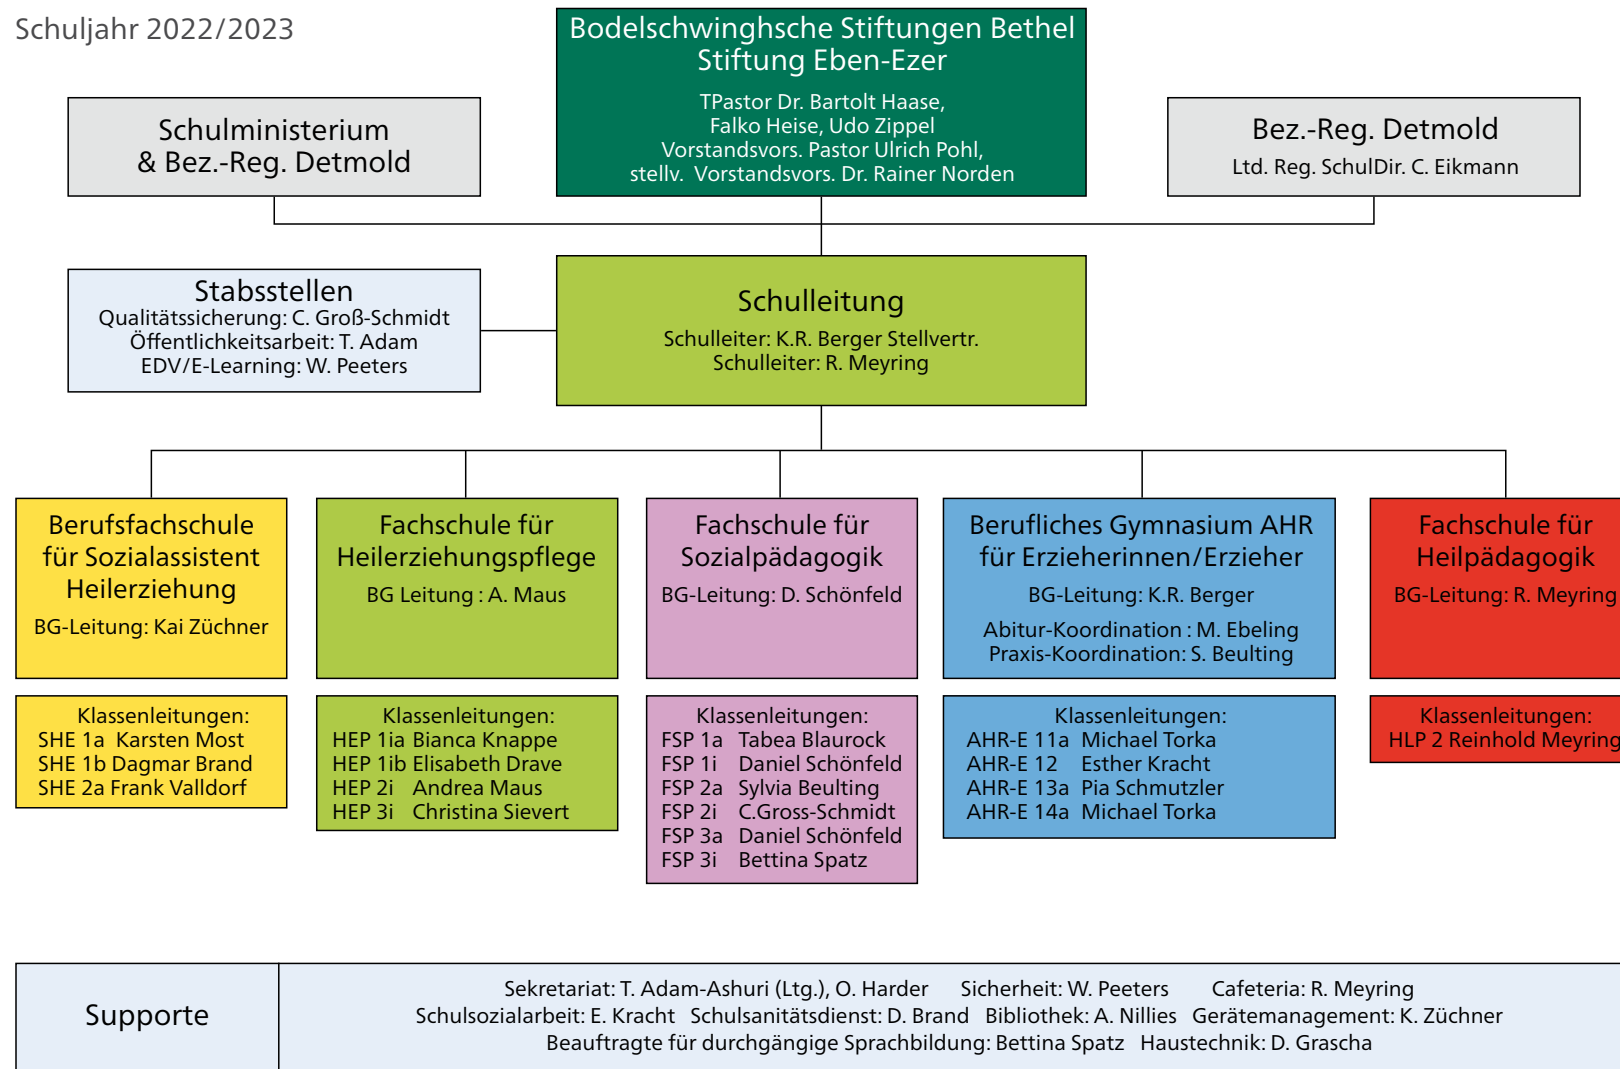 Schuljahr 2022/2023
Bodelschwinghsche Stiftungen Bethel
Stiftung Eben-Ezer
TPastor Dr. Bartolt Haase,
Falko Heise, Udo Zippel
Vorstandsvors. Pastor Ulrich Pohl,
stellv. Vorstandsvors. Dr. Rainer Norden
Schulministerium
& Bez.-Reg. Detmold
Bez.-Reg. Detmold
Ltd. Reg. SchulDir. C. Eikmann
Stabsstellen
Qualitätssicherung: C. Groß-Schmidt
Öffentlichkeitsarbeit: T. Adam
EDV/E-Learning: W. Peeters
Schulleitung
Schulleiter: K.R. Berger Stellvertr.
Schulleiter: R. Meyring
Berufsfachschule
für Sozialassistent
Heilerziehung
BG-Leitung: Kai Züchner
Fachschule für
Heilerziehungspflege
BG Leitung : A. Maus
Fachschule für
Sozialpädagogik
BG-Leitung: D. Schönfeld
Berufliches Gymnasium AHR
für Erzieherinnen/Erzieher
BG-Leitung: K.R. Berger
Abitur-Koordination : M. Ebeling
Praxis-Koordination: S. Beulting
Fachschule für
Heilpädagogik
BG-Leitung: R. Meyring
Klassenleitungen:
SHE 1a Karsten Most
SHE 1b Dagmar Brand
SHE 2a Frank Valldorf
Klassenleitungen:
HEP 1ia Bianca Knappe
HEP 1ib Elisabeth Drave
HEP 2i Andrea Maus
HEP 3i Christina Sievert
Klassenleitungen:
FSP 1a Tabea Blaurock
FSP 1i Daniel Schönfeld
FSP 2a Sylvia Beulting
FSP 2i C.Gross-Schmidt
FSP 3a Daniel Schönfeld
FSP 3i Bettina Spatz
Klassenleitungen:
AHR-E 11a Michael Torka
AHR-E 12 Esther Kracht
AHR-E 13a Pia Schmutzler
AHR-E 14a Michael Torka
Klassenleitungen:
HLP 2 Reinhold Meyring
Supporte
Sekretariat: T. Adam-Ashuri (Ltg.), O. Harder Sicherheit: W. Peeters Cafeteria: R. Meyring
Schulsozialarbeit: E. Kracht Schulsanitätsdienst: D. Brand Bibliothek: A. Nillies Gerätemanagement: K. Züchner
Beauftragte für durchgängige Sprachbildung: Bettina Spatz Haustechnik: D. Grascha